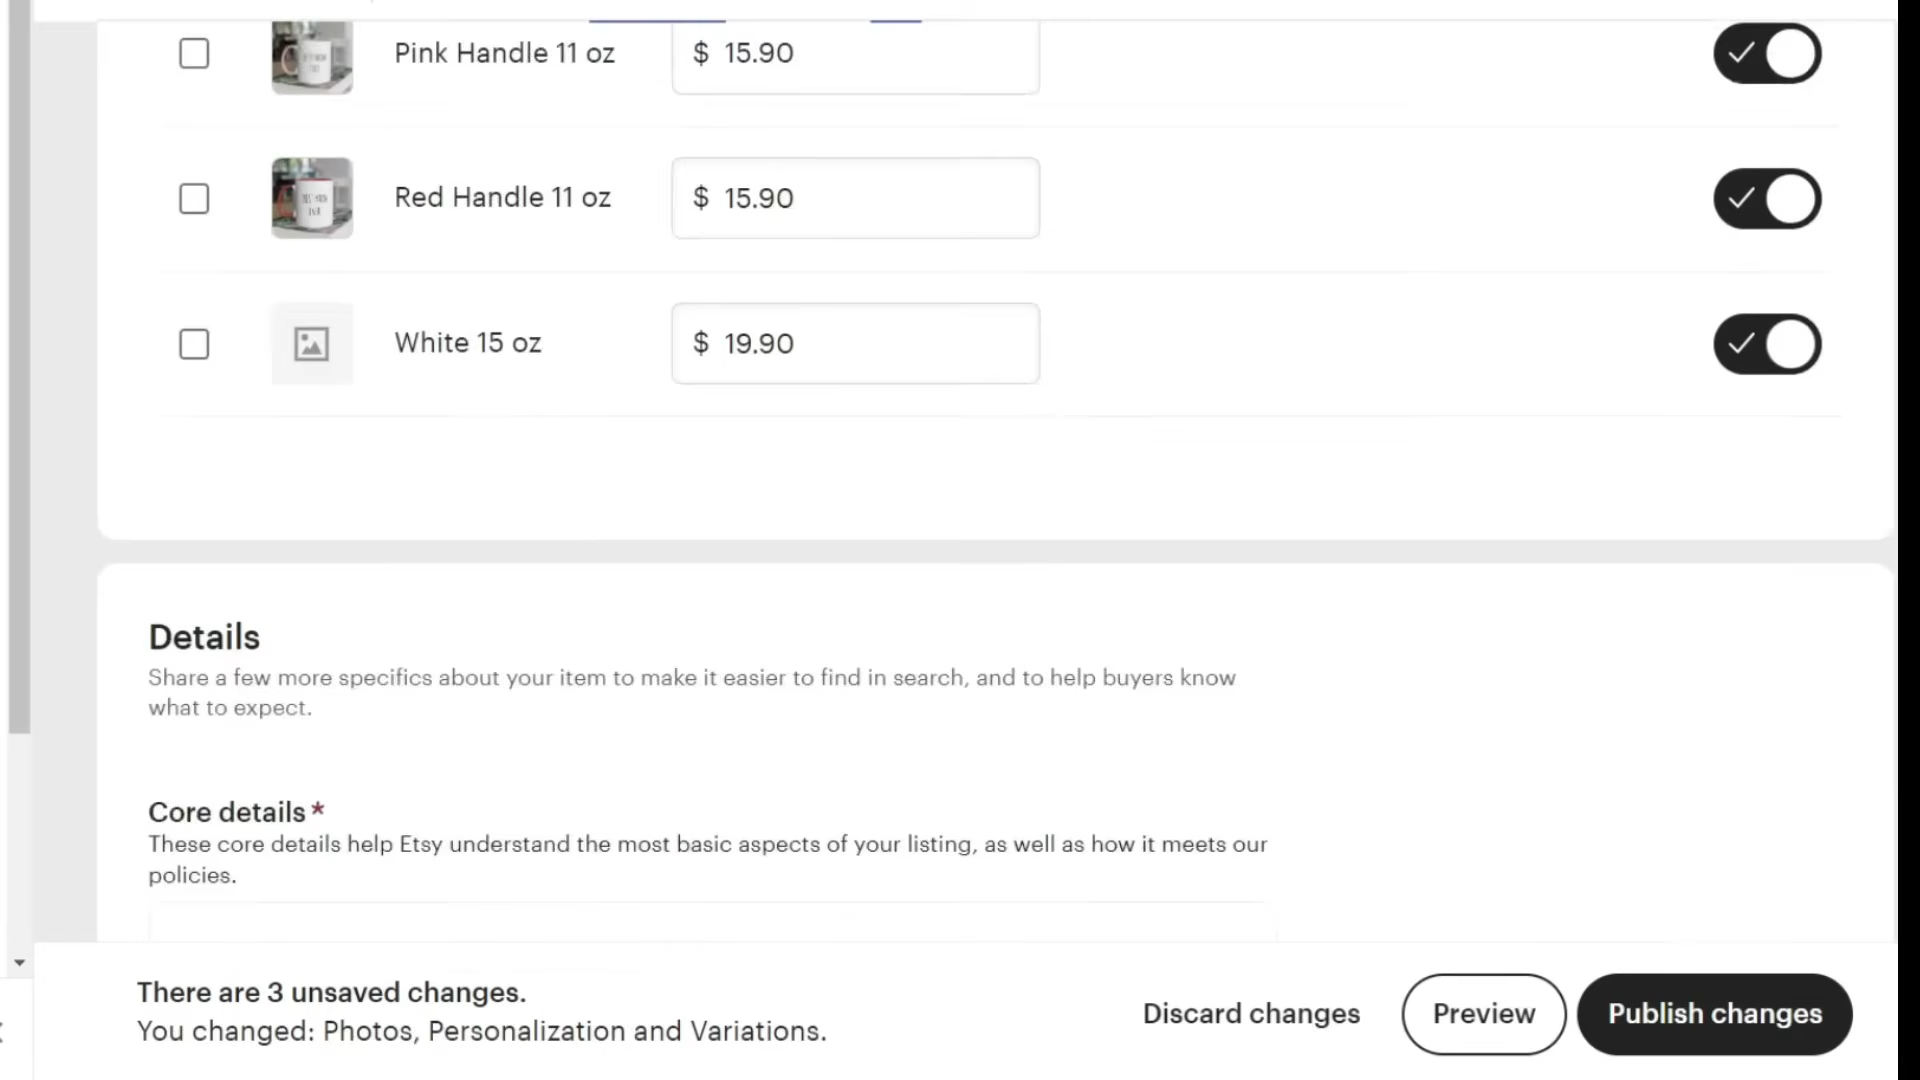 Pink Handle 11 oz
$ 15.90
Red Handle 11 oz
$ 15.90
White 15 oz
$ 19.90
Details
Share a few more specifics about your item to make it easier to find in search, and to help buyers know
what to expect.
Core details *
These core details help Etsy understand the most basic aspects of your listing, as well as how it meets our
policies.
There are 3 unsaved changes.
You changed: Photos, Personalization and Variations.
Discard changes
Preview
Publish changes